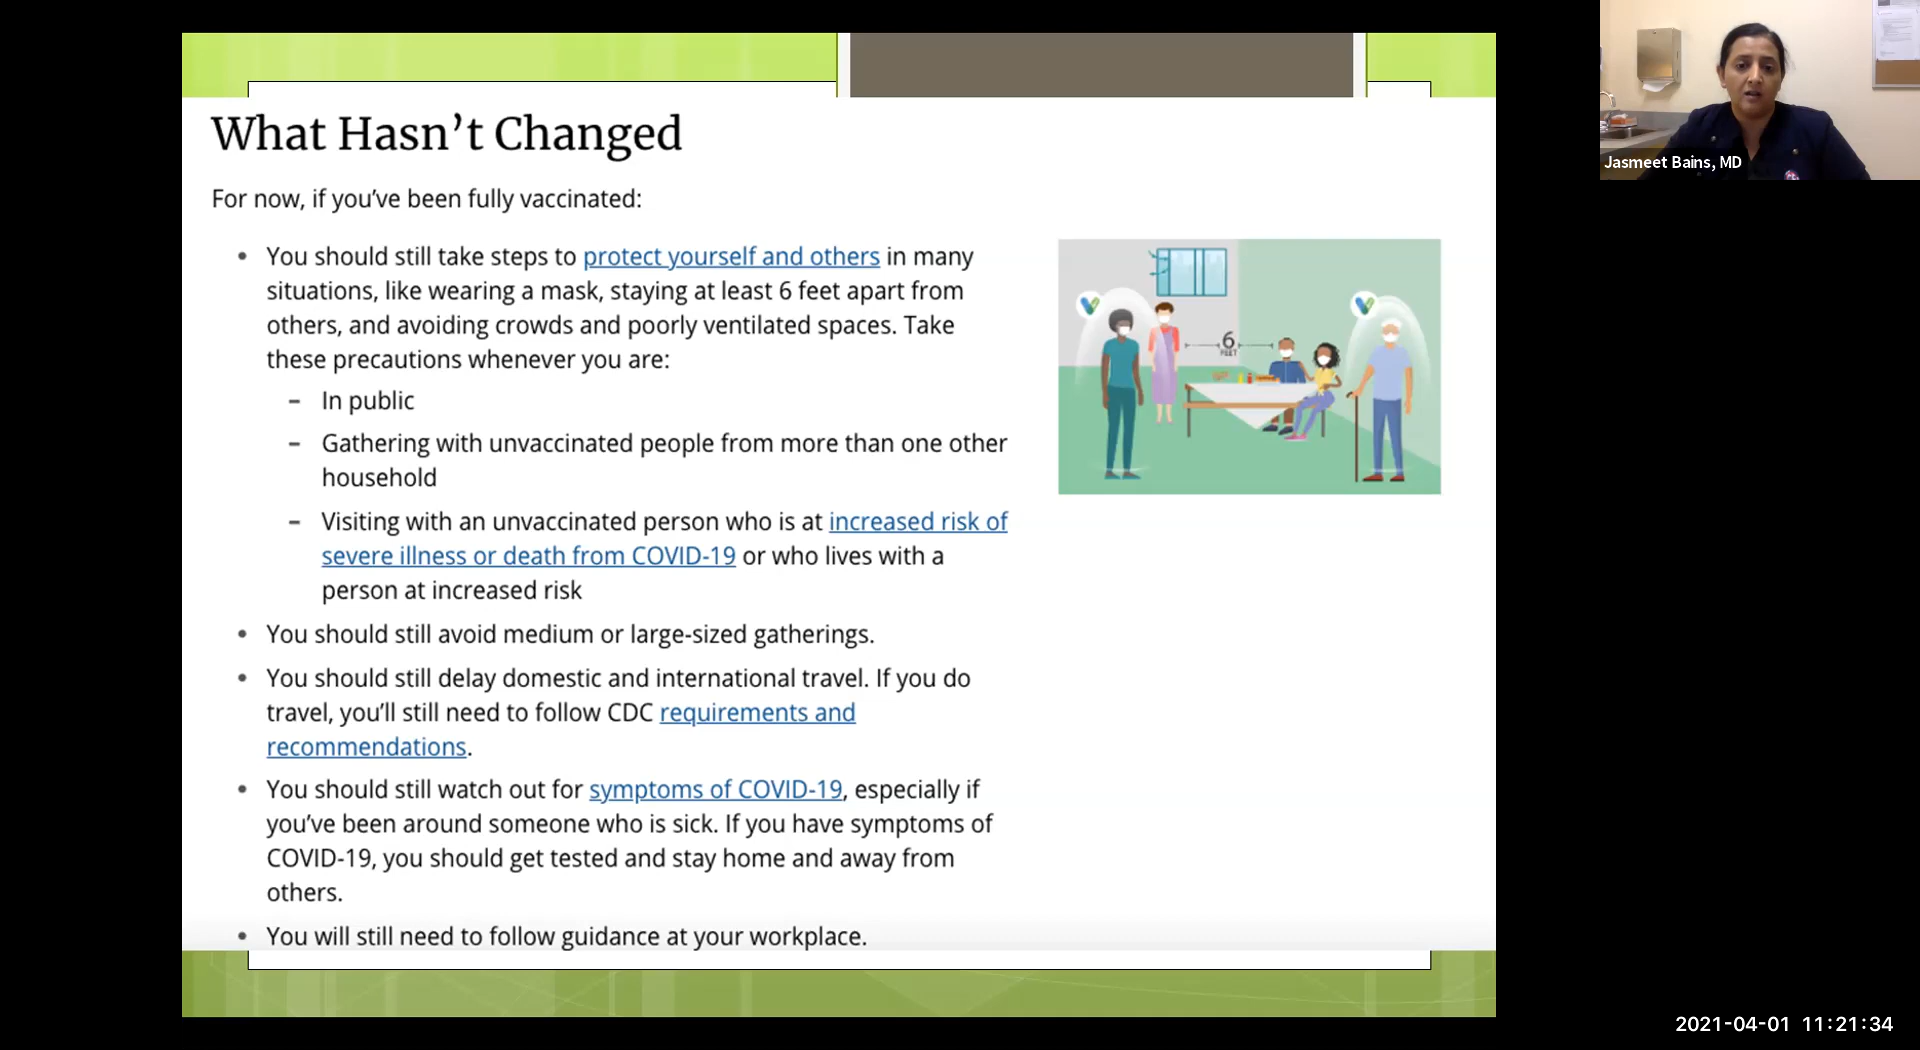 What Hasn’t Changed
For now, if you’ve been fully vaccinated:
• You should still take steps to protect yourself and others in many
situations, like wearing a mask, staying at least 6 feet apart from
others, and avoiding crowds and poorly ventilated spaces. Take
these precautions whenever you are:
– In public
– Gathering with unvaccinated people from more than one other
household
– Visiting with an unvaccinated person who is at increased risk of
severe illness or death from COVID-19 or who lives with a
person at increased risk
• You should still avoid medium or large-sized gatherings.
• You should still delay domestic and international travel. If you do
travel, you’ll still need to follow CDC requirements and
recommendations.
• You should still watch out for symptoms of COVID-19, especially if
you’ve been around someone who is sick. If you have symptoms of
COVID-19, you should get tested and stay home and away from
others.
• You will still need to follow guidance at your workplace.
6
FEET
Jasmeet Bains, MD
2021-04-01 11:21:34